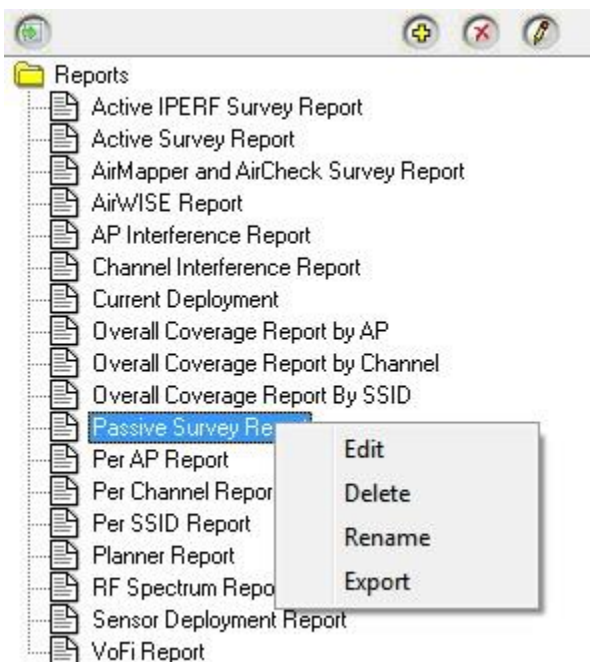 Reports
Active IPERF Survey Report
Active Survey Report
AirMapper and AirCheck Survey Report
AirWISE Report
AP Interference Report
Channel Interference Report
Current Deployment
Overall Coverage Report by AP
Overall Coverage Report by Channel
Overall Coverage Report By SSID
Passive Survey Re
Edit
Per AP Report
Per Channel Repor
Delete
Per SSID Report
Rename
Planner Report
RF Spectrum Repo
Export
Sensor Deployment Report
VoFi Report